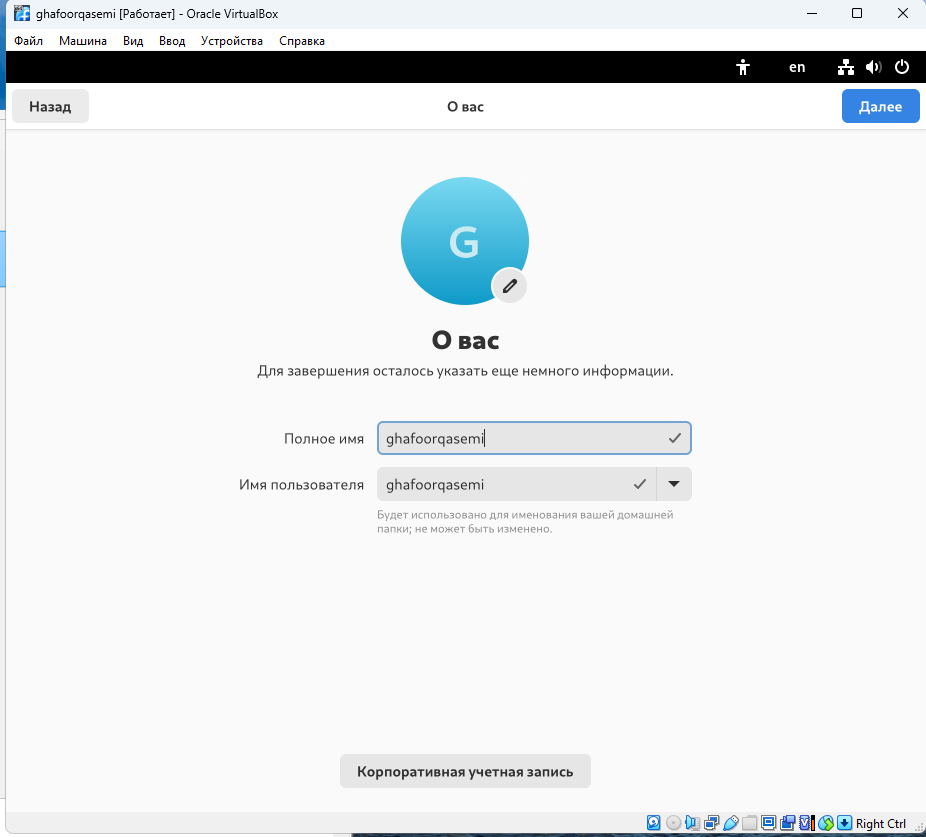 ghafoorqasemi [Работает] - Oracle VirtualBox
Файл Машина Вид Ввод Устройства Справка
en
Назад О вас Далее
G
О вас
Для завершения осталось указать еще немного информации.
Полное имя ghafoorqasemi
Имя пользователя ghafoorqasemi
Будет использовано для именования вашей домашней
папки; не может быть изменено.
Корпоративная учетная запись
Right Ctrl